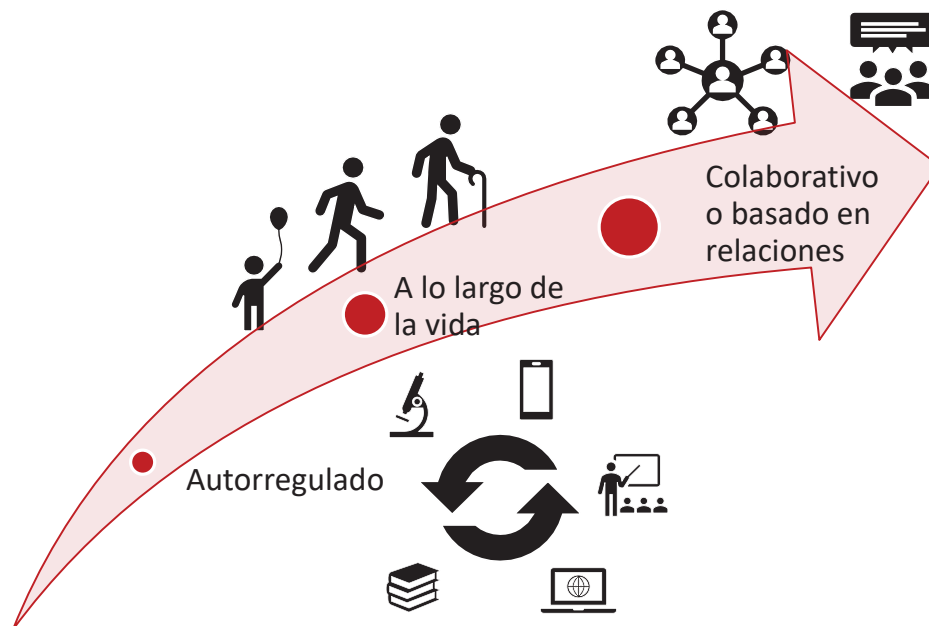 Colaborativo
o basado en
relaciones
A lo largo de
la vida
Autorregulado